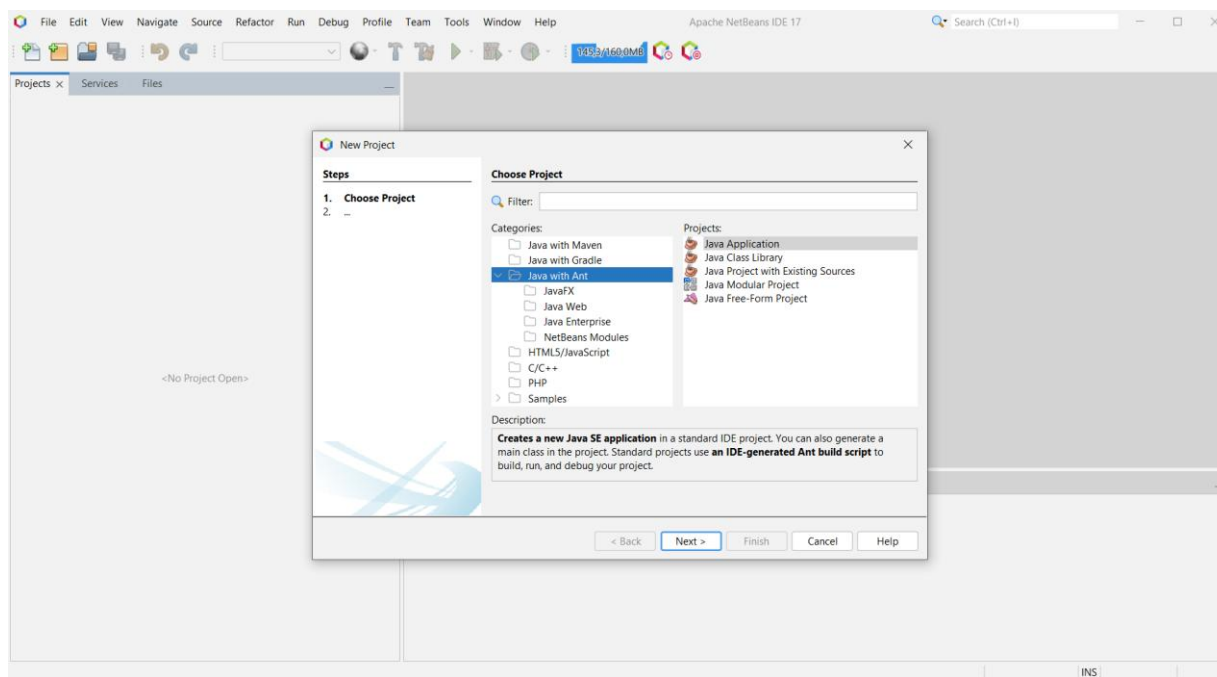 File Edit View Navigate Source Refactor Run Debug Profile Team Tools Window Help
Apache NetBeans IDE 17
Search (Ctrl+I)
Projects
Services
Files
<No Project Open>
New Project
Steps
1. Choose Project
2. ...
Choose Project
Filter:
Categories:
Java with Maven
Java with Gradle
Java with Ant
JavaFX
Java Web
Java Enterprise
NetBeans Modules
HTML5/JavaScript
C/C++
PHP
Samples
Projects:
Java Application
Java Class Library
Java Project with Existing Sources
Java Modular Project
Java Free-Form Project
Description:
Creates a new Java SE application in a standard IDE project. You can also generate a
main class in the project. Standard projects use an IDE-generated Ant build script to
build, run, and debug your project.
< Back
Next >
Finish
Cancel
Help
INS